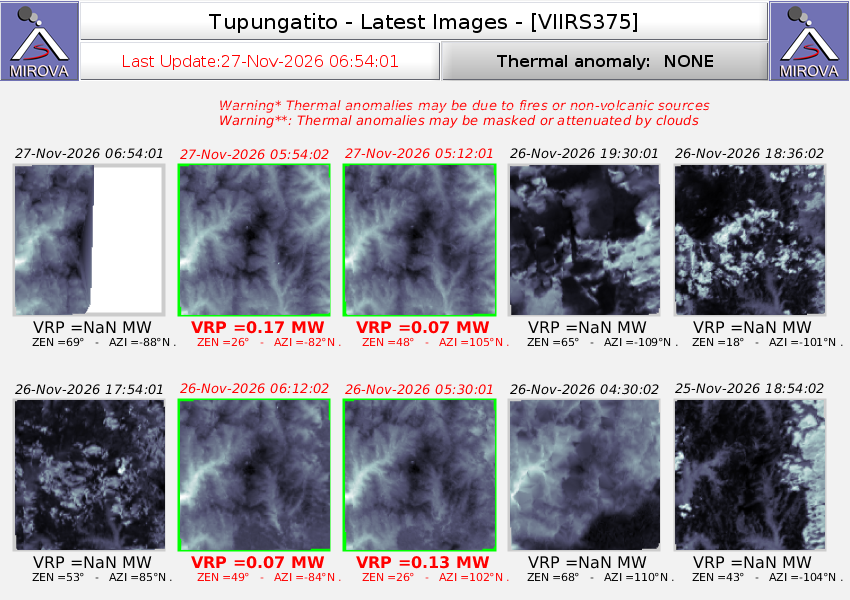 Tupungatito - Latest Images - [VIIRS375]
MIROVA
Last Update:27-Nov-2026 06:54:01
Thermal anomaly: NONE
MIROVA
Warning* Thermal anomalies may be due to fires or non-volcanic sources
Warning**: Thermal anomalies may be masked or attenuated by clouds
27-Nov-2026 06:54:01 27-Nov-2026 05:54:02 27-Nov-2026 05:12:01 26-Nov-2026 19:30:01 26-Nov-2026 18:36:02
VRP =NaN MW VRP =0.17 MW VRP =0.07 MW VRP =NaN MW VRP =NaN MW
ZEN =69° - AZI =-88°N . ZEN =26° - AZI =-82°N . ZEN =48° - AZI =105°N . ZEN =65° - AZI =-109°N . ZEN =18° - AZI =-101°N .
26-Nov-2026 17:54:01 26-Nov-2026 06:12:02 26-Nov-2026 05:30:01 26-Nov-2026 04:30:02 25-Nov-2026 18:54:02
VRP =NaN MW VRP =0.07 MW VRP =0.13 MW VRP =NaN MW VRP =NaN MW
ZEN =53° - AZI =85°N . ZEN =49° - AZI =-84°N . ZEN =26° - AZI =102°N . ZEN =68° - AZI =110°N . ZEN =43° - AZI =-104°N .